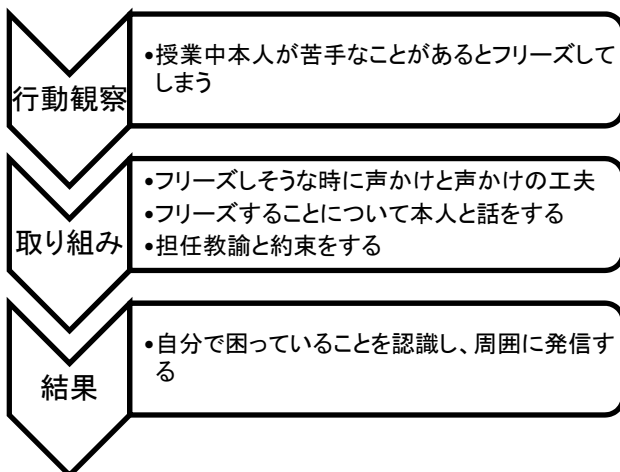 行動観察
•授業中本人が苦手なことがあるとフリーズして
しまう
取り組み
•フリーズしそうな時に声かけと声かけの工夫
•フリーズすることについて本人と話をする
•担任教諭と約束をする
結果
•自分で困っていることを認識し、周囲に発信す
る